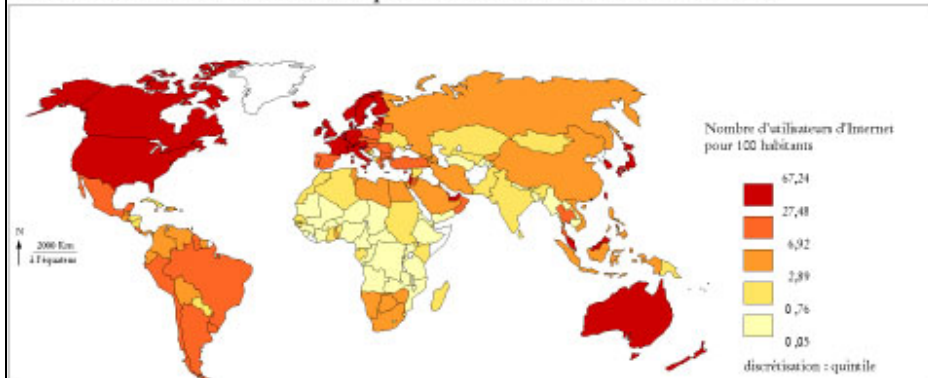 Nombre d'utilisateurs d'Internet
pour 100 habitants
67,24
27,48
6,92
2,89
0,76
0,05
discrétisation : quintile
N
2000 Km
à l'équateur